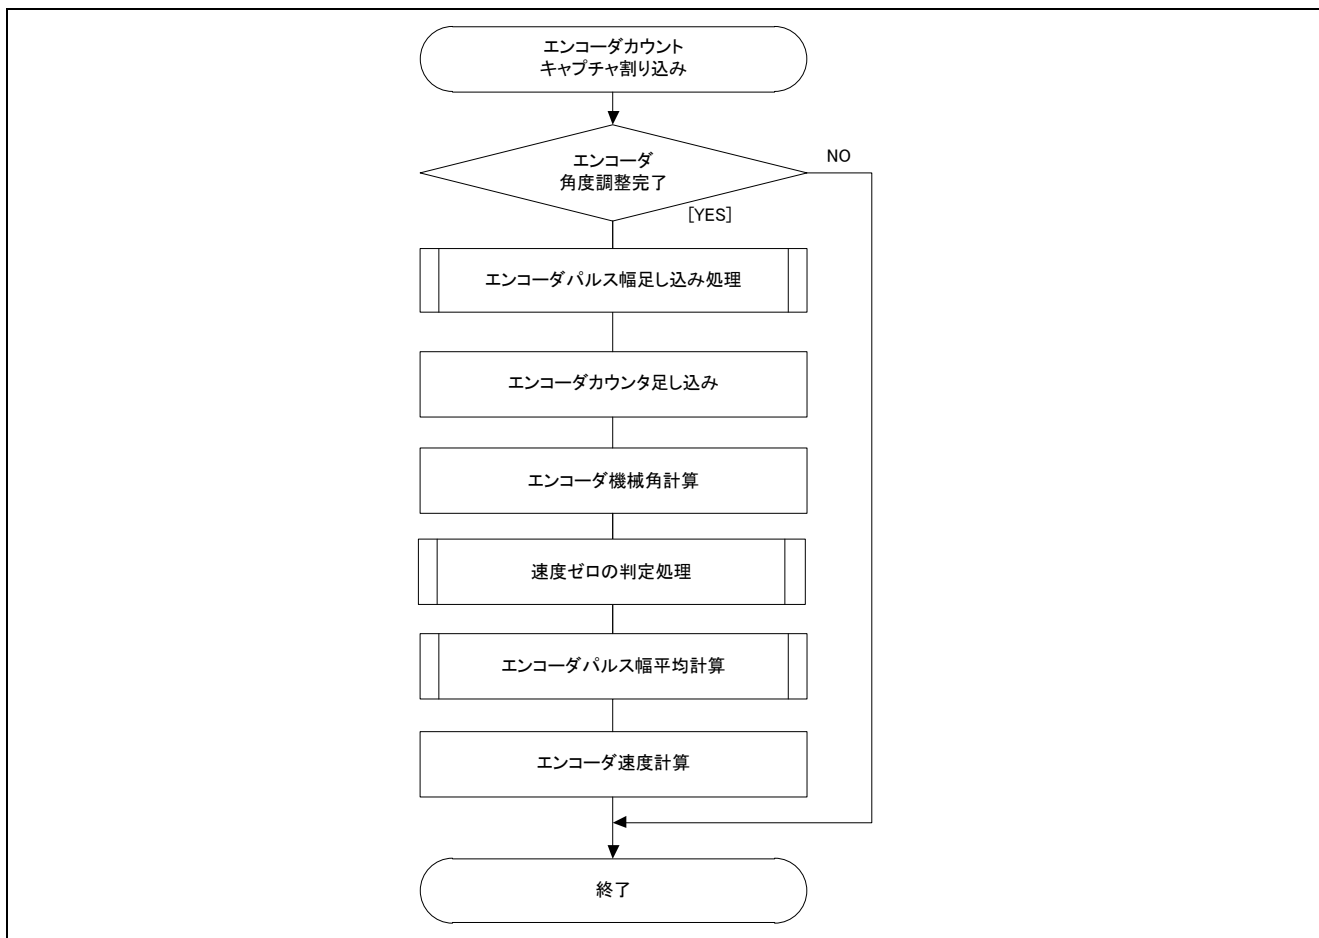 エンコーダカウント
キャプチャ割り込み
エンコーダ
角度調整完了
NO
[YES]
エンコーダパルス幅足し込み処理
エンコーダカウンタ足し込み
エンコーダ機械角計算
速度ゼロの判定処理
エンコーダパルス幅平均計算
エンコーダ速度計算
終了